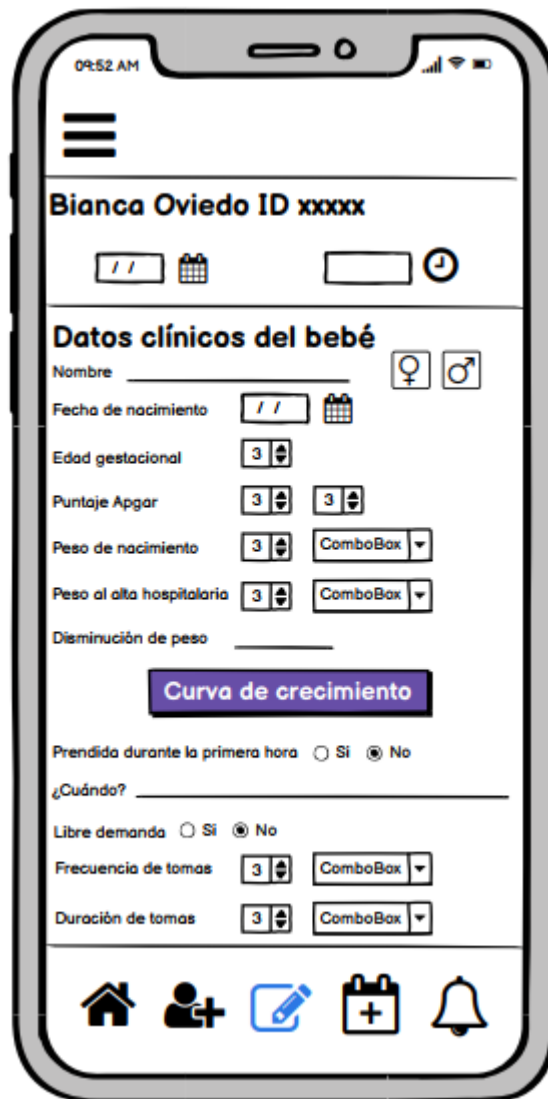 09:52 AM
Bianca Oviedo ID xxxxx
/ /
Datos clínicos del bebé
Nombre
Fecha de nacimiento / /
Edad gestacional 3
Puntaje Apgar 3 3
Peso de nacimiento 3 ComboBox
Peso al alta hospitalaria 3 ComboBox
Disminución de peso
Curva de crecimiento
Prendida durante la primera hora Si No
¿Cuándo?
Libre demanda Si No
Frecuencia de tomas 3 ComboBox
Duración de tomas 3 ComboBox